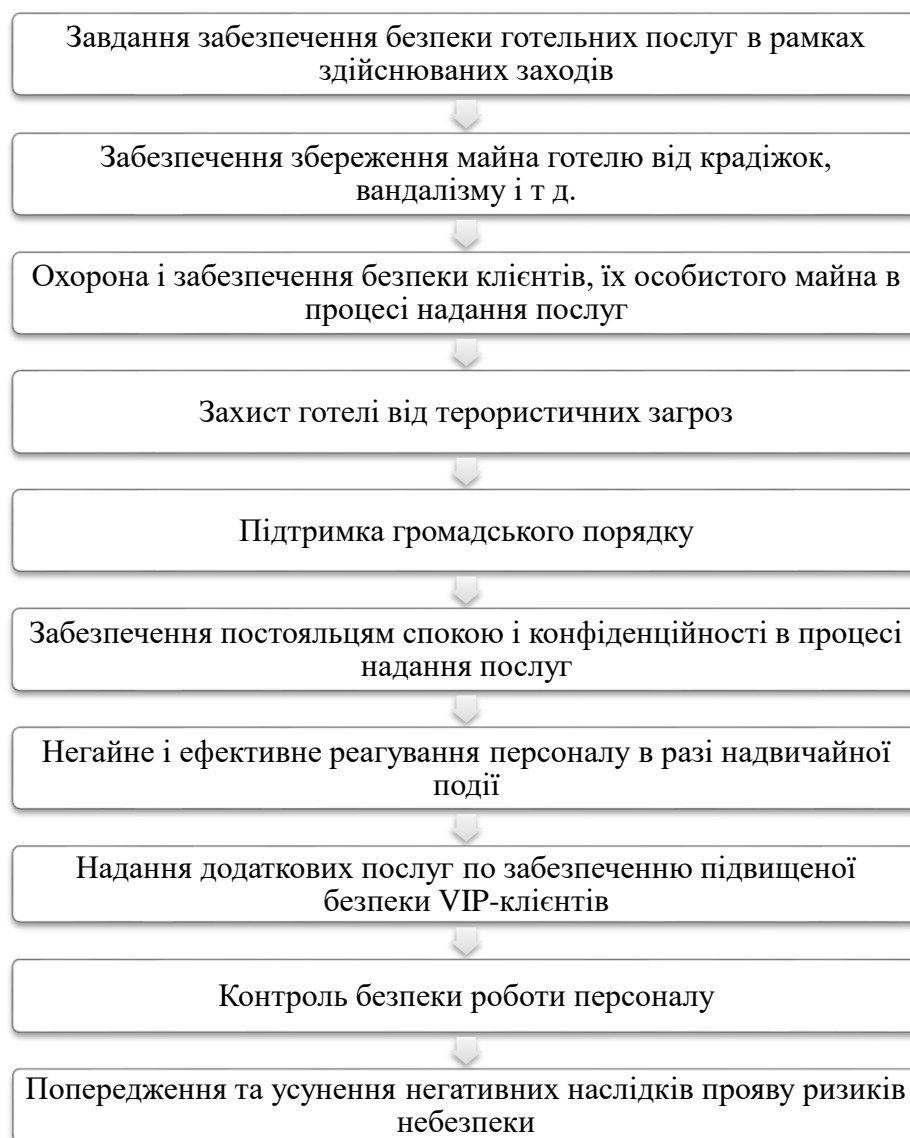 Завдання забезпечення безпеки готельних послуг в рамках
здійснюваних заходів
Забезпечення збереження майна готелю від крадіжок,
вандалізму і т д.
Охорона і забезпечення безпеки клієнтів, їх особистого майна в
процесі надання послуг
Захист готелі від терористичних загроз
Підтримка громадського порядку
Забезпечення постояльцям спокою і конфіденційності в процесі
надання послуг
Негайне і ефективне реагування персоналу в разі надвичайної
події
Надання додаткових послуг по забезпеченню підвищеної
безпеки VIP-клієнтів
Контроль безпеки роботи персоналу
Попередження та усунення негативних наслідків прояву ризиків
небезпеки